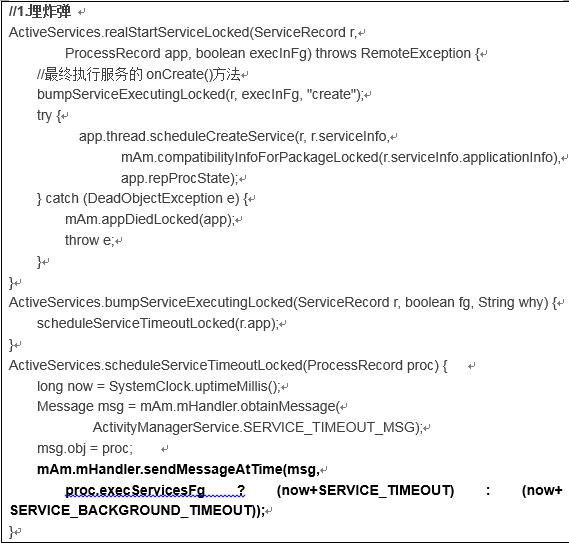 //1.埋炸弹
ActiveServices.realStartServiceLocked(ServiceRecord r,
ProcessRecord app, boolean execInFg) throws RemoteException {
//最终执行服务的 onCreate()方法
bumpServiceExecutingLocked(r, execInFg, "create");
try {
app.thread.scheduleCreateService(r, r.serviceInfo,
mAm.compatibilityInfoForPackageLocked(r.serviceInfo.applicationInfo),
app.repProcState);
} catch (DeadObjectException e) {
mAm.appDiedLocked(app);
throw e;
}
}
ActiveServices.bumpServiceExecutingLocked(ServiceRecord r, boolean fg, String why) {
scheduleServiceTimeoutLocked(r.app);
}
ActiveServices.scheduleServiceTimeoutLocked(ProcessRecord proc) {
long now = SystemClock.uptimeMillis();
Message msg = mAm.mHandler.obtainMessage(
ActivityManagerService.SERVICE_TIMEOUT_MSG);
msg.obj = proc;
mAm.mHandler.sendMessageAtTime(msg,
proc.execServicesFg ? (now+SERVICE_TIMEOUT) : (now+
SERVICE_BACKGROUND_TIMEOUT));
}